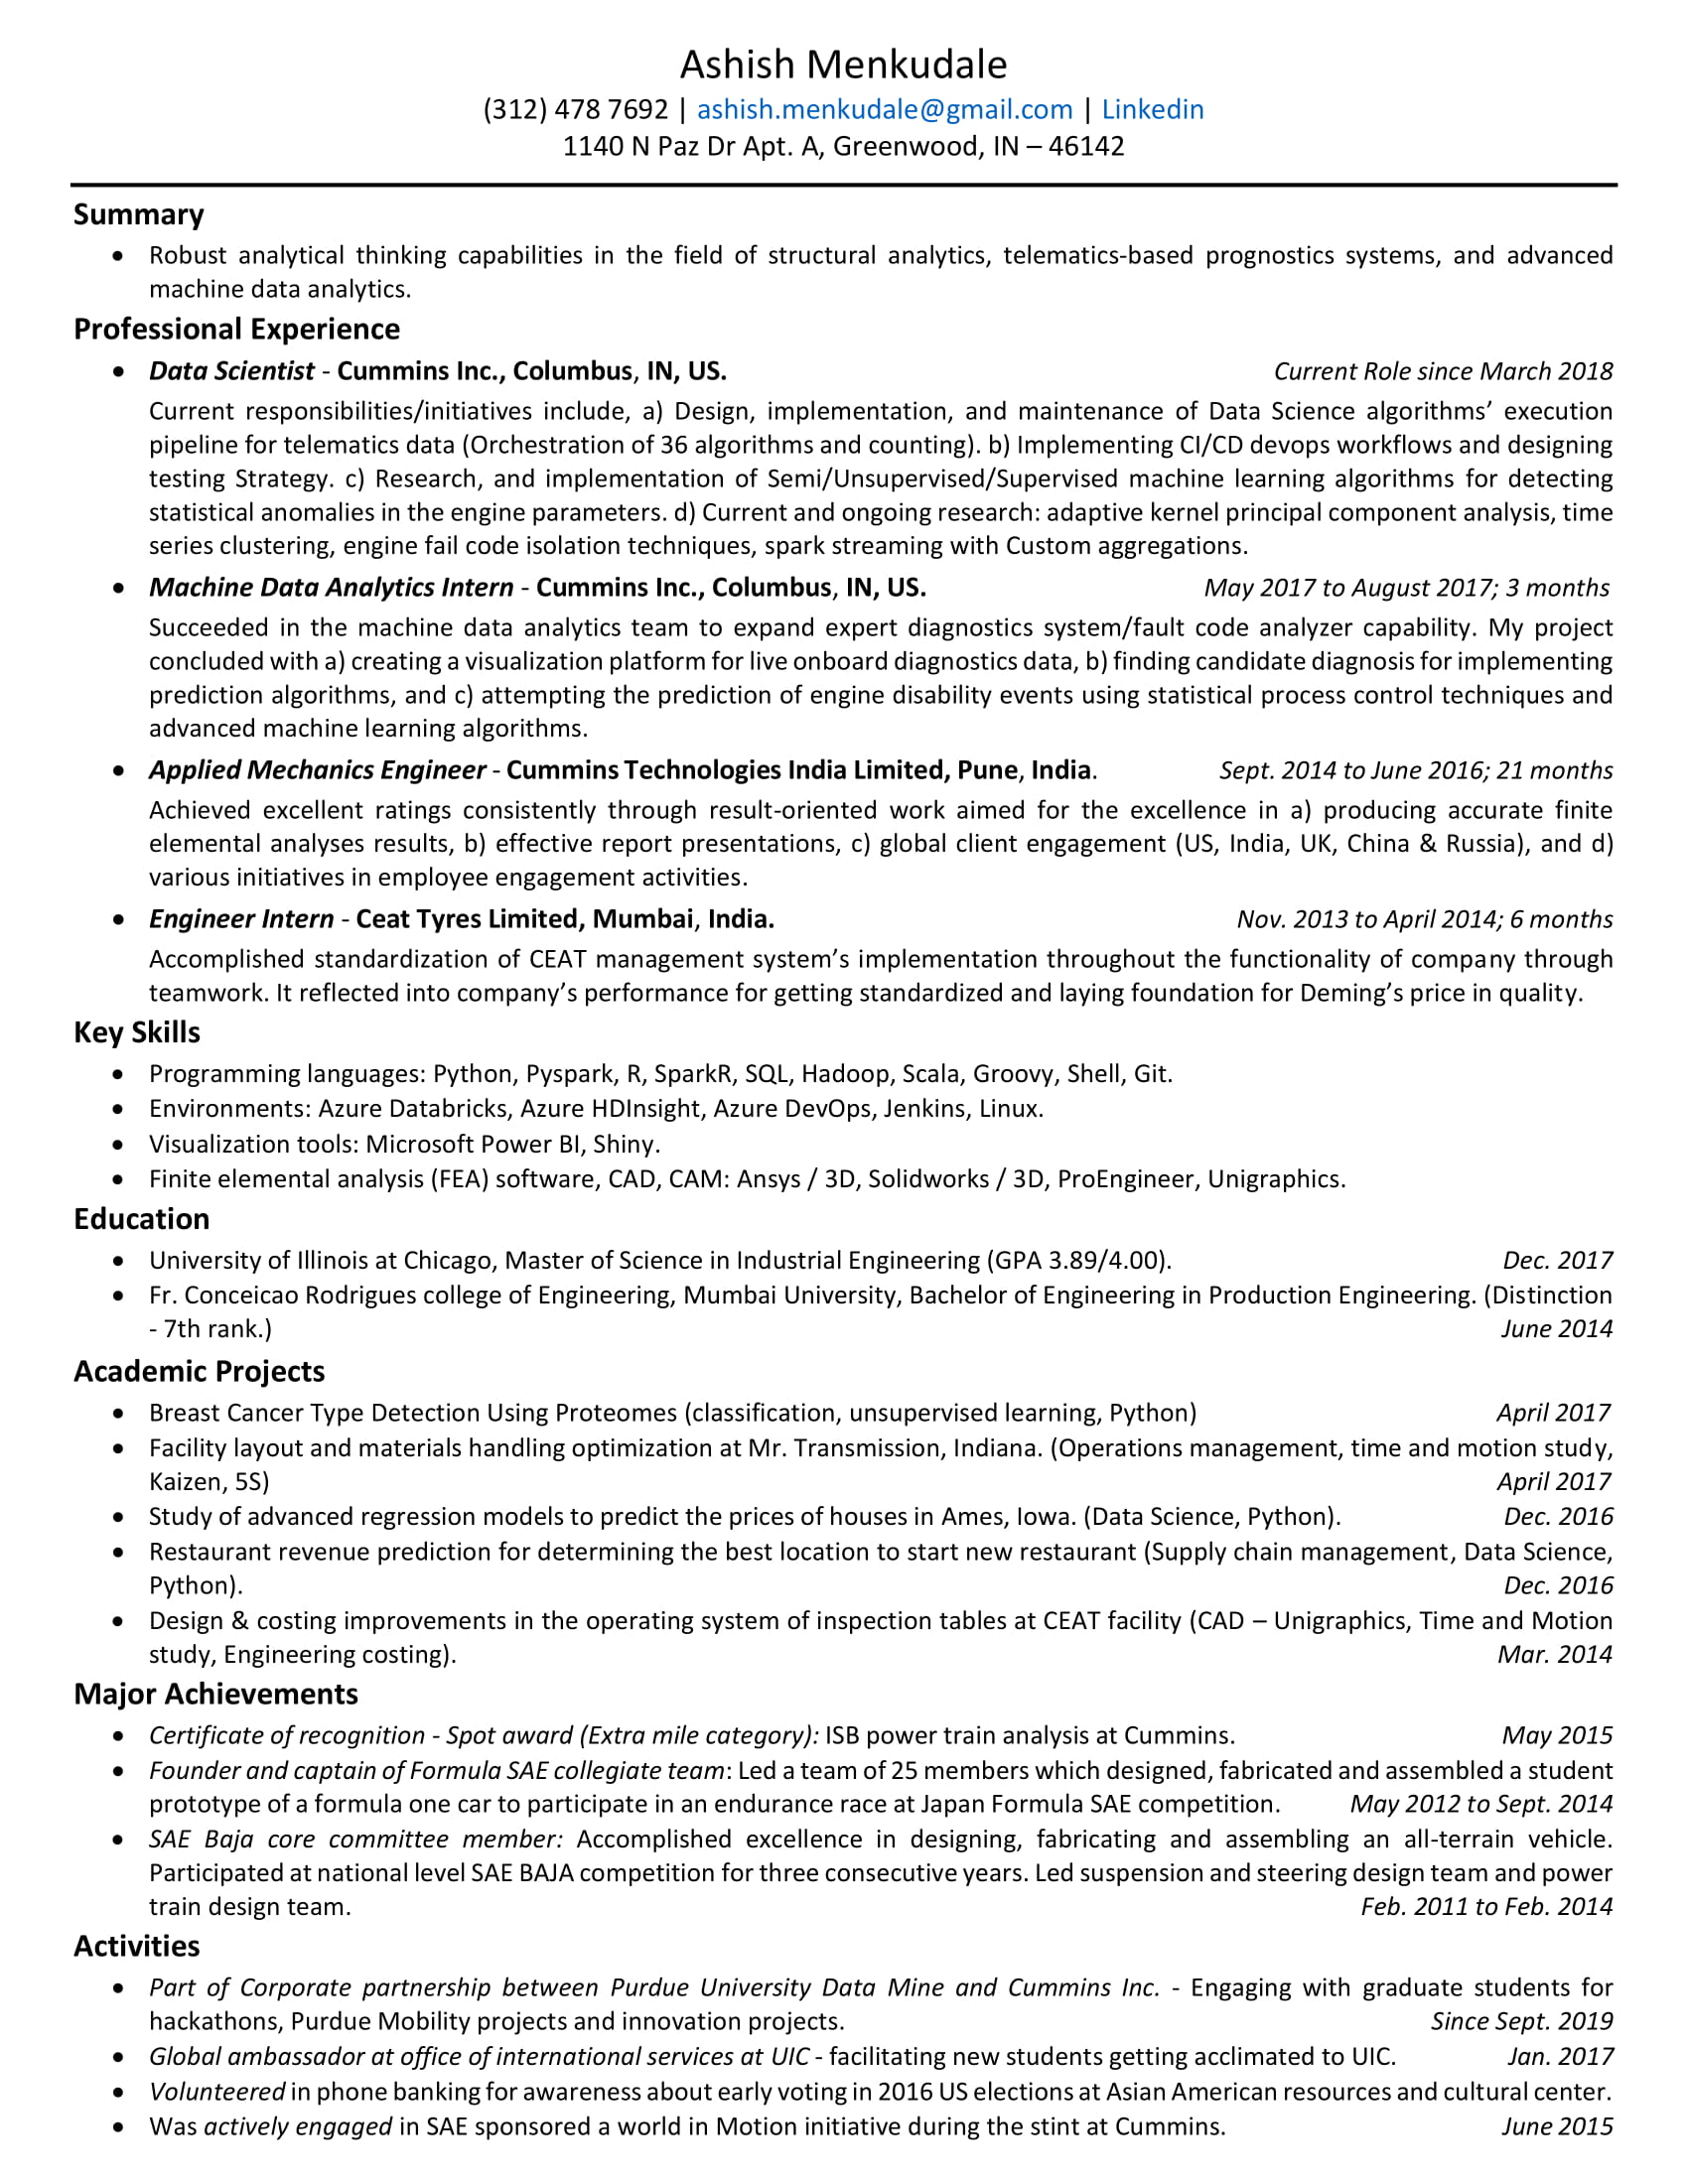 Ashish Menkudale
(312) 478 7692 | ashish.menkudale@gmail.com | Linkedin
1140 N Paz Dr Apt. A, Greenwood, IN – 46142
Summary
• Robust analytical thinking capabilities in the field of structural analytics, telematics-based prognostics systems, and advanced
machine data analytics.
Professional Experience
• Data Scientist - Cummins Inc., Columbus, IN, US. Current Role since March 2018
Current responsibilities/initiatives include, a) Design, implementation, and maintenance of Data Science algorithms’ execution
pipeline for telematics data (Orchestration of 36 algorithms and counting). b) Implementing CI/CD devops workflows and designing
testing Strategy. c) Research, and implementation of Semi/Unsupervised/Supervised machine learning algorithms for detecting
statistical anomalies in the engine parameters. d) Current and ongoing research: adaptive kernel principal component analysis, time
series clustering, engine fail code isolation techniques, spark streaming with Custom aggregations.
• Machine Data Analytics Intern - Cummins Inc., Columbus, IN, US. May 2017 to August 2017; 3 months
Succeeded in the machine data analytics team to expand expert diagnostics system/fault code analyzer capability. My project
concluded with a) creating a visualization platform for live onboard diagnostics data, b) finding candidate diagnosis for implementing
prediction algorithms, and c) attempting the prediction of engine disability events using statistical process control techniques and
advanced machine learning algorithms.
• Applied Mechanics Engineer - Cummins Technologies India Limited, Pune, India. Sept. 2014 to June 2016; 21 months
Achieved excellent ratings consistently through result-oriented work aimed for the excellence in a) producing accurate finite
elemental analyses results, b) effective report presentations, c) global client engagement (US, India, UK, China & Russia), and d)
various initiatives in employee engagement activities.
• Engineer Intern - Ceat Tyres Limited, Mumbai, India. Nov. 2013 to April 2014; 6 months
Accomplished standardization of CEAT management system’s implementation throughout the functionality of company through
teamwork. It reflected into company’s performance for getting standardized and laying foundation for Deming’s price in quality.
Key Skills
• Programming languages: Python, Pyspark, R, SparkR, SQL, Hadoop, Scala, Groovy, Shell, Git.
• Environments: Azure Databricks, Azure HDInsight, Azure DevOps, Jenkins, Linux.
• Visualization tools: Microsoft Power BI, Shiny.
• Finite elemental analysis (FEA) software, CAD, CAM: Ansys / 3D, Solidworks / 3D, ProEngineer, Unigraphics.
Education
• University of Illinois at Chicago, Master of Science in Industrial Engineering (GPA 3.89/4.00). Dec. 2017
• Fr. Conceicao Rodrigues college of Engineering, Mumbai University, Bachelor of Engineering in Production Engineering. (Distinction
- 7th rank.) June 2014
Academic Projects
• Breast Cancer Type Detection Using Proteomes (classification, unsupervised learning, Python) April 2017
• Facility layout and materials handling optimization at Mr. Transmission, Indiana. (Operations management, time and motion study,
Kaizen, 5S) April 2017
• Study of advanced regression models to predict the prices of houses in Ames, Iowa. (Data Science, Python). Dec. 2016
• Restaurant revenue prediction for determining the best location to start new restaurant (Supply chain management, Data Science,
Python). Dec. 2016
• Design & costing improvements in the operating system of inspection tables at CEAT facility (CAD – Unigraphics, Time and Motion
study, Engineering costing). Mar. 2014
Major Achievements
• Certificate of recognition - Spot award (Extra mile category): ISB power train analysis at Cummins. May 2015
• Founder and captain of Formula SAE collegiate team: Led a team of 25 members which designed, fabricated and assembled a student
prototype of a formula one car to participate in an endurance race at Japan Formula SAE competition. May 2012 to Sept. 2014
• SAE Baja core committee member: Accomplished excellence in designing, fabricating and assembling an all-terrain vehicle.
Participated at national level SAE BAJA competition for three consecutive years. Led suspension and steering design team and power
train design team. Feb. 2011 to Feb. 2014
Activities
• Part of Corporate partnership between Purdue University Data Mine and Cummins Inc. - Engaging with graduate students for
hackathons, Purdue Mobility projects and innovation projects. Since Sept. 2019
• Global ambassador at office of international services at UIC - facilitating new students getting acclimated to UIC. Jan. 2017
• Volunteered in phone banking for awareness about early voting in 2016 US elections at Asian American resources and cultural center.
• Was actively engaged in SAE sponsored a world in Motion initiative during the stint at Cummins. June 2015